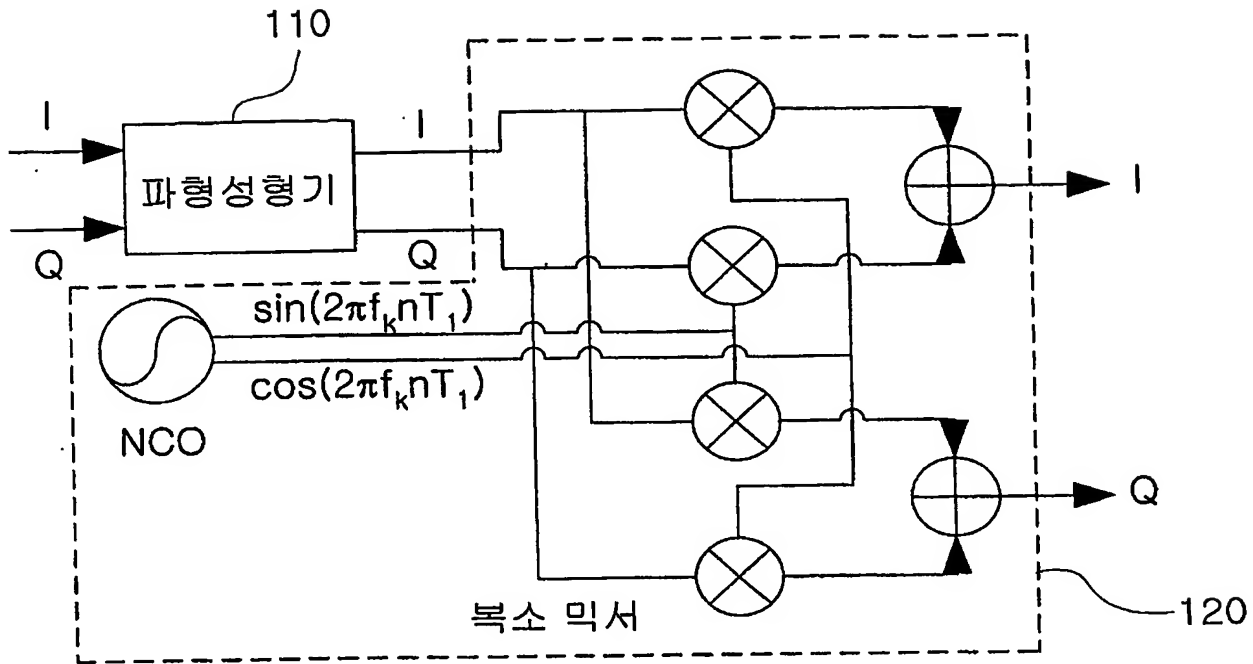 110
I
I
파형성형기
I
Q
Q
sin(2πfₖnT₁)
cos(2πfₖnT₁)
NCO
Q
복소 믹서
120